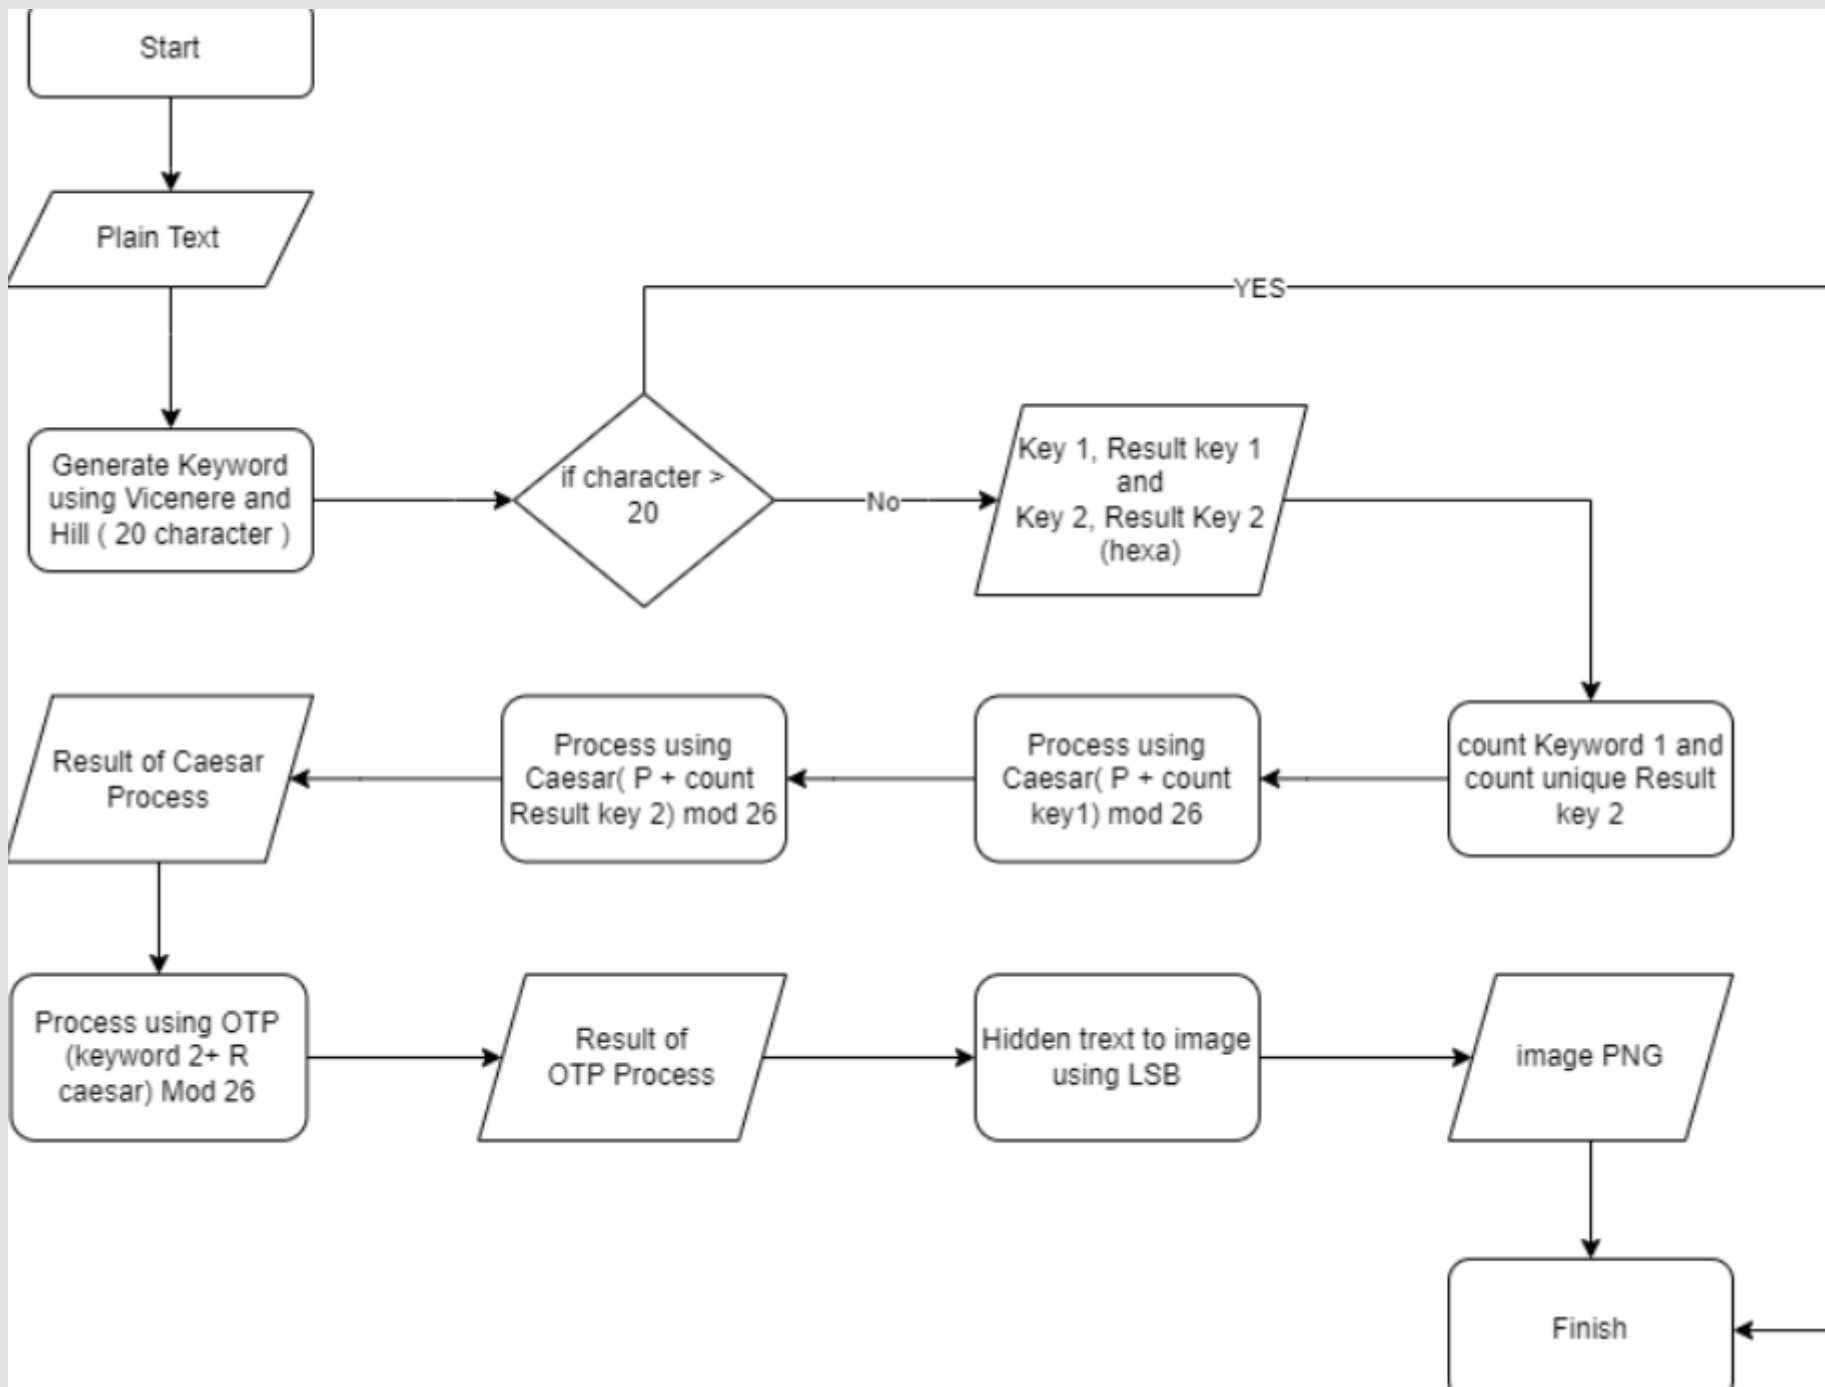 Start
Plain Text
YES
Generate Keyword
using Vicenere and
Hill ( 20 character )
if character >
20
No
Key 1, Result key 1
and
Key 2, Result Key 2
(hexa)
count Keyword 1 and
count unique Result
key 2
Process using
Caesar( P + count
key1) mod 26
Process using
Caesar( P + count
Result key 2) mod 26
Result of Caesar
Process
Process using OTP
(keyword 2+ R
caesar) Mod 26
Result of
OTP Process
Hidden trext to image
using LSB
image PNG
Finish